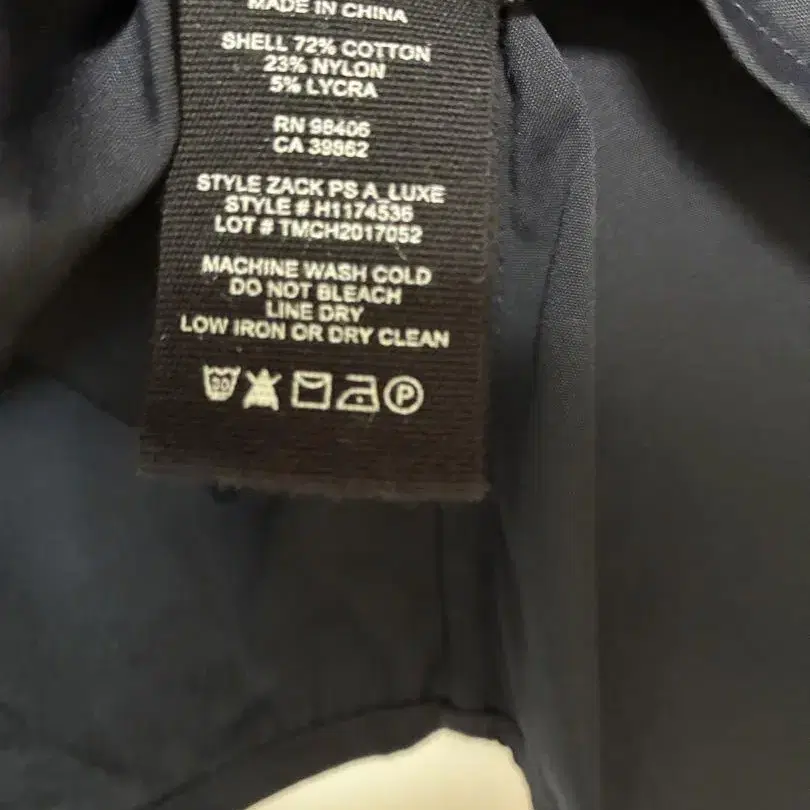 MADE IN CHINA
SHELL 72% COTTON
23% NYLON
5% LYCRA
RN 98406
CA 39862
STYLE ZACK PS A_LUXE
STYLE # H1174536
LOT # TMCH2017052
MACHINE WASH COLD
DO NOT BLEACH
LINE DRY
LOW IRON OR DRY CLEAN
30
P